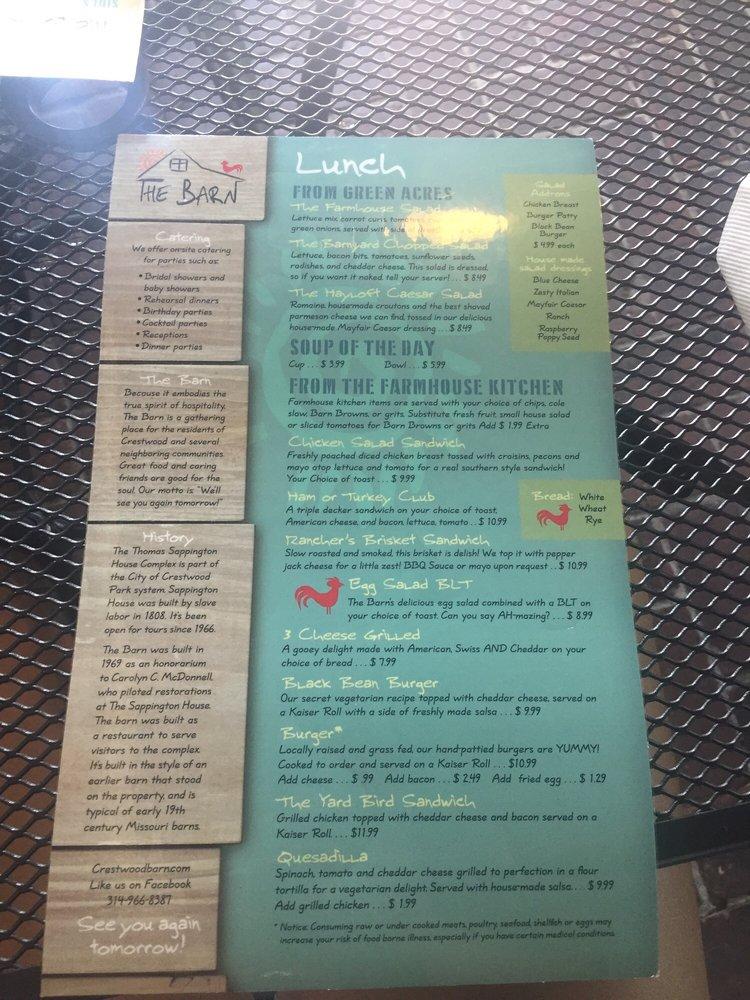 THE BARN
Catering
We offer onsite catering
for parties such as:
• Bridal showers and
baby showers
• Rehearsal dinners
• Birthday parties
• Cocktail parties
• Receptions
• Dinner parties
The Barn
Because it embodies the
true spirit of hospitality,
The Barn is a gathering
place for the residents of
Crestwood and several
neighboring communities.
Great food and caring
friends are good for the
soul. Our motto is "We'll
see you again tomorrow!"
History
The Thomas Sappington
House Complex is part of
the City of Crestwood
Park system. Sappington
House was built by slave
labor in 1808. It's been
open for tours since 1966.
The Barn was built in
1969 as an honorarium
to Carolyn C. McDonnell,
who piloted restorations
at The Sappington House.
The barn was built as
a restaurant to serve
visitors to the complex.
It's built in the style of an
earlier barn that stood
on the property, and is
typical of early 19th
century Missouri barns.
Crestwoodbarn.com
Like us on Facebook
314-966-8387
See you again
tomorrow!
Lunch
FROM GREEN ACRES
The Farmhouse Salad
Lettuce mix, carrot curls, tomatoes,
green onions, served with side
The Barnyard Chopped Salad
Lettuce, bacon bits, tomatoes, sunflower seeds,
radishes, and cheddar cheese. This salad is dressed,
so if you want it naked, tell your server! . . . $ 8.49
The Hayloft Caesar Salad
Romaine, housemade croutons and the best shaved
parmesan cheese we can find, tossed in our delicious
housemade Mayfair Caesar dressing . . . $ 8.49
SOUP OF THE DAY
Cup . . . $ 3.99 Bowl . . . $ 5.99
FROM THE FARMHOUSE KITCHEN
Farmhouse kitchen items are served with your choice of chips, cole
slaw, Barn Browns, or grits. Substitute fresh fruit, small house salad
or sliced tomatoes for Barn Browns or grits Add $ 1.99 Extra
Chicken Salad Sandwich
Freshly poached diced chicken breast tossed with craisins, pecans and
mayo atop lettuce and tomato for a real southern style sandwich!
Your Choice of toast . . . $ 9.99
Ham or Turkey Club
A triple decker sandwich on your choice of toast,
American cheese, and bacon, lettuce, tomato . . $ 10.99
Rancher's Brisket Sandwich
Slow roasted and smoked, this brisket is delish! We top it with pepper
jack cheese for a little zest! BBQ Sauce or mayo upon request . . $ 10.99
Egg Salad BLT
The Barn's delicious egg salad combined with a BLT on
your choice of toast. Can you say AH-mazing? . . . $ 8.99
3 Cheese Grilled
A gooey delight made with American, Swiss AND Cheddar on your
choice of bread . . . $ 7.99
Black Bean Burger
Our secret vegetarian recipe topped with cheddar cheese, served on
a Kaiser Roll with a side of freshly made salsa . . . $ 9.99
Burger*
Locally raised and grass fed, our hand-pattied burgers are YUMMY!
Cooked to order and served on a Kaiser Roll . . . $10.99
Add cheese . . . $ .99 Add bacon . . . $ 2.49 Add fried egg . . . $ 1.29
The Yard Bird Sandwich
Grilled chicken topped with cheddar cheese and bacon served on a
Kaiser Roll. . . . $11.99
Quesadilla
Spinach, tomato and cheddar cheese grilled to perfection in a flour
tortilla for a vegetarian delight. Served with housemade salsa. . . . $ 9.99
Add grilled chicken . . . $ 1.99
* Notice: Consuming raw or under cooked meats, poultry, seafood, shellfish or eggs may
increase your risk of food borne illness, especially if you have certain medical conditions.
Salad
Addtions
Chicken Breast
Burger Patty
Black Bean
Burger
$ 4.99 each
House made
salad dressings
Blue Cheese
Zesty Italian
Mayfair Caesar
Ranch
Raspberry
Poppy Seed
Bread: White
Wheat
Rye